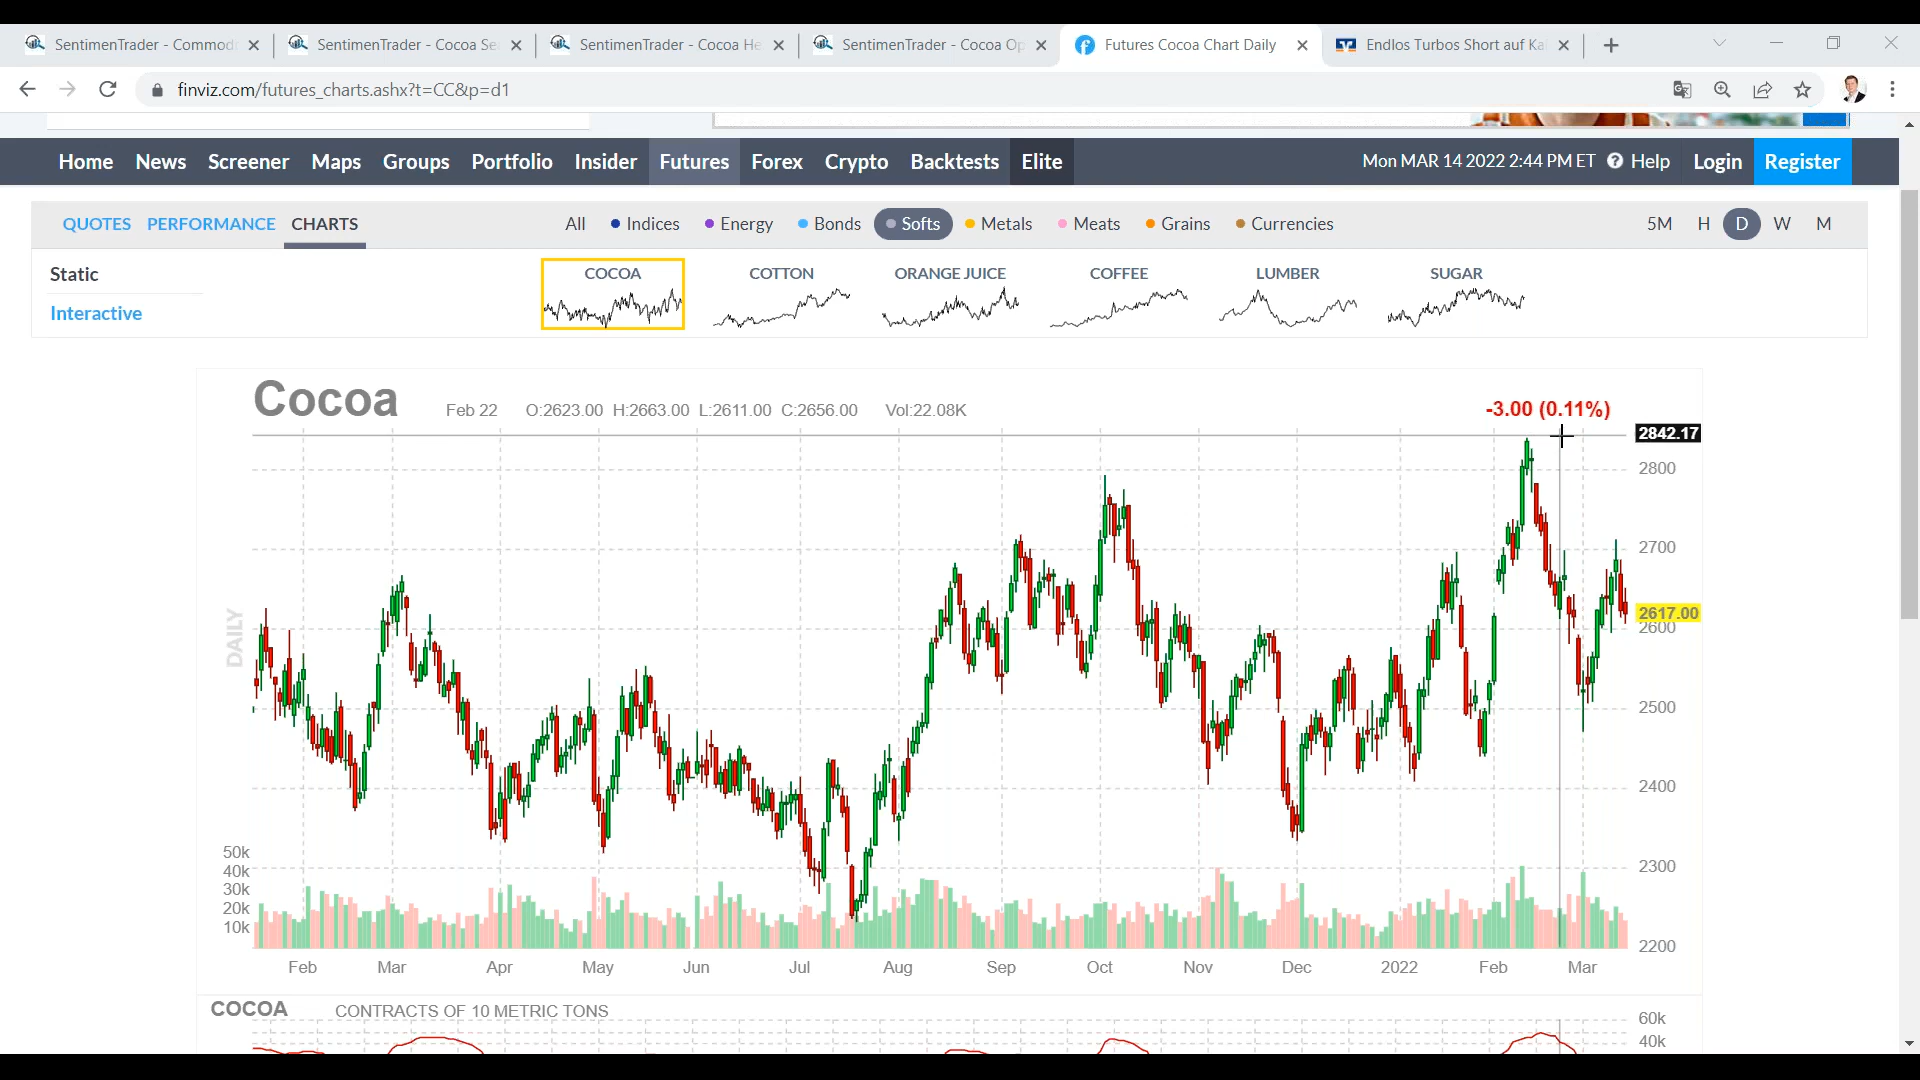 SentimenTrader - Commod
SentimenTrader - Cocoa Se
SentimenTrader - Cocoa He
SentimenTrader - Cocoa Op
Futures Cocoa Chart Daily
Endlos Turbos Short auf Ka
finviz.com/futures_charts.ashx?t=CC&p=d1
Home News Screener Maps Groups Portfolio Insider Futures Forex Crypto Backtests Elite Mon MAR 14 2022 2:44 PM ET Help Login Register
QUOTES PERFORMANCE CHARTS All Indices Energy Bonds Softs Metals Meats Grains Currencies 5M H D W M
Static
Interactive
COCOA COTTON ORANGE JUICE COFFEE LUMBER SUGAR
Cocoa Feb 22 O:2623.00 H:2663.00 L:2611.00 C:2656.00 Vol:22.08K -3.00 (0.11%)
2842.17
2800
2700
2617.00
2600
DAILY
2500
2400
2300
2200
50k
40k
30k
20k
10k
Feb Mar Apr May Jun Jul Aug Sep Oct Nov Dec 2022 Feb Mar
COCOA CONTRACTS OF 10 METRIC TONS
60k
40k